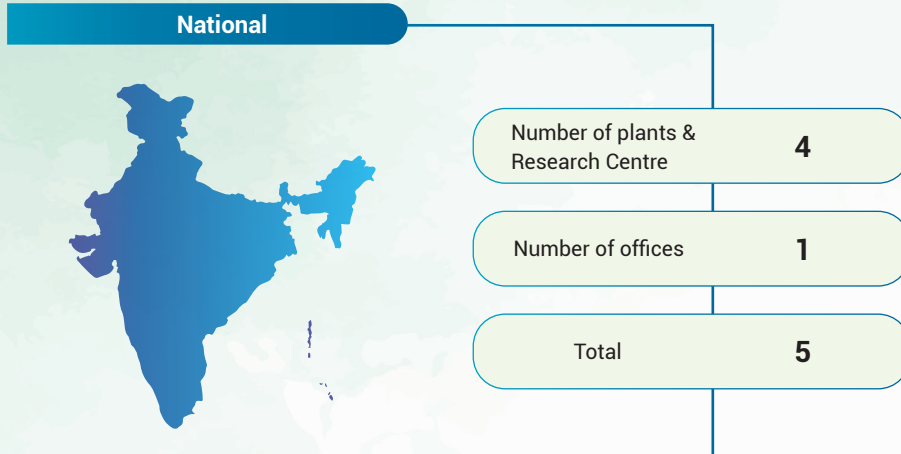 National
Number of plants &
Research Centre
4
Number of offices
1
Total
5